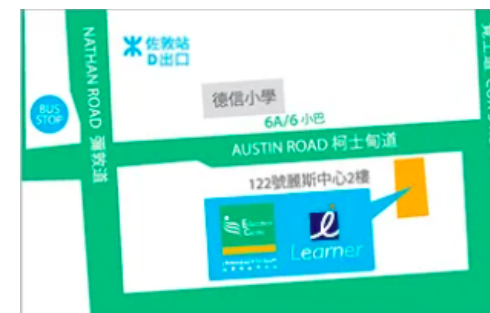 佐敦站
D出口
BUS
STOP
NATHAN ROAD 彌敦道
德信小學
6A/6 小巴
AUSTIN ROAD 柯士甸道
122號麗斯中心2樓
Education
Centre
Learner